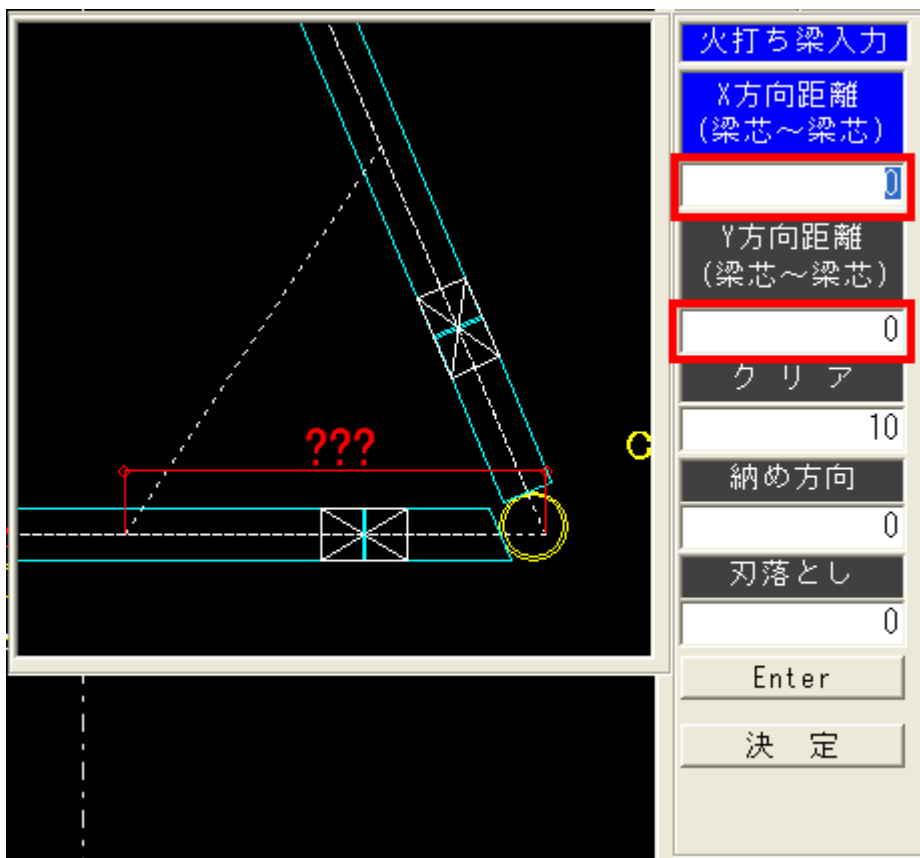 火打ち梁入力
X方向距離
(梁芯～梁芯)
0
Y方向距離
(梁芯～梁芯)
0
???
C
クリア
10
納め方向
0
刃落とし
0
Enter
決 定